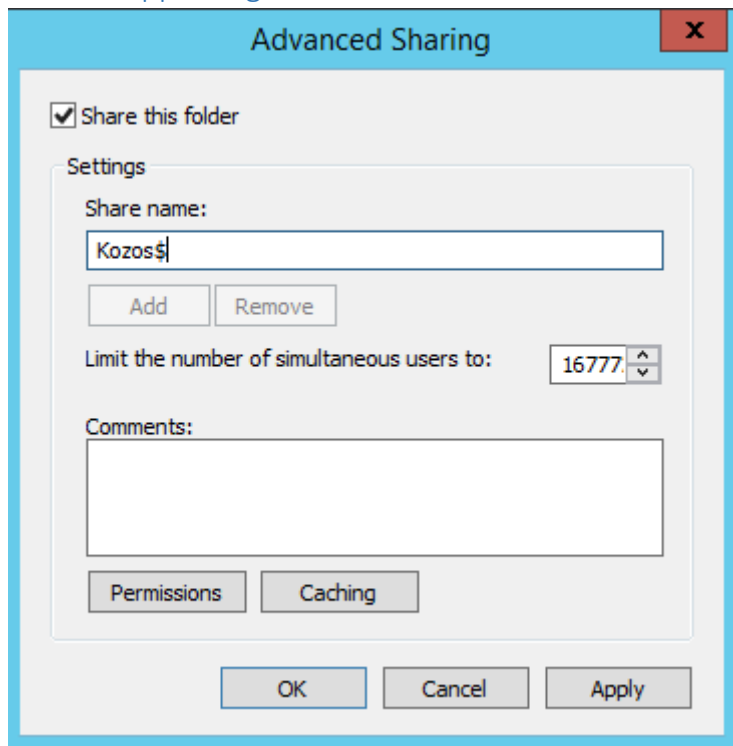 Advanced Sharing
x
Share this folder
Settings
Share name:
Kozos$
Add Remove
Limit the number of simultaneous users to: 16777
Comments:
Permissions Caching
OK Cancel Apply